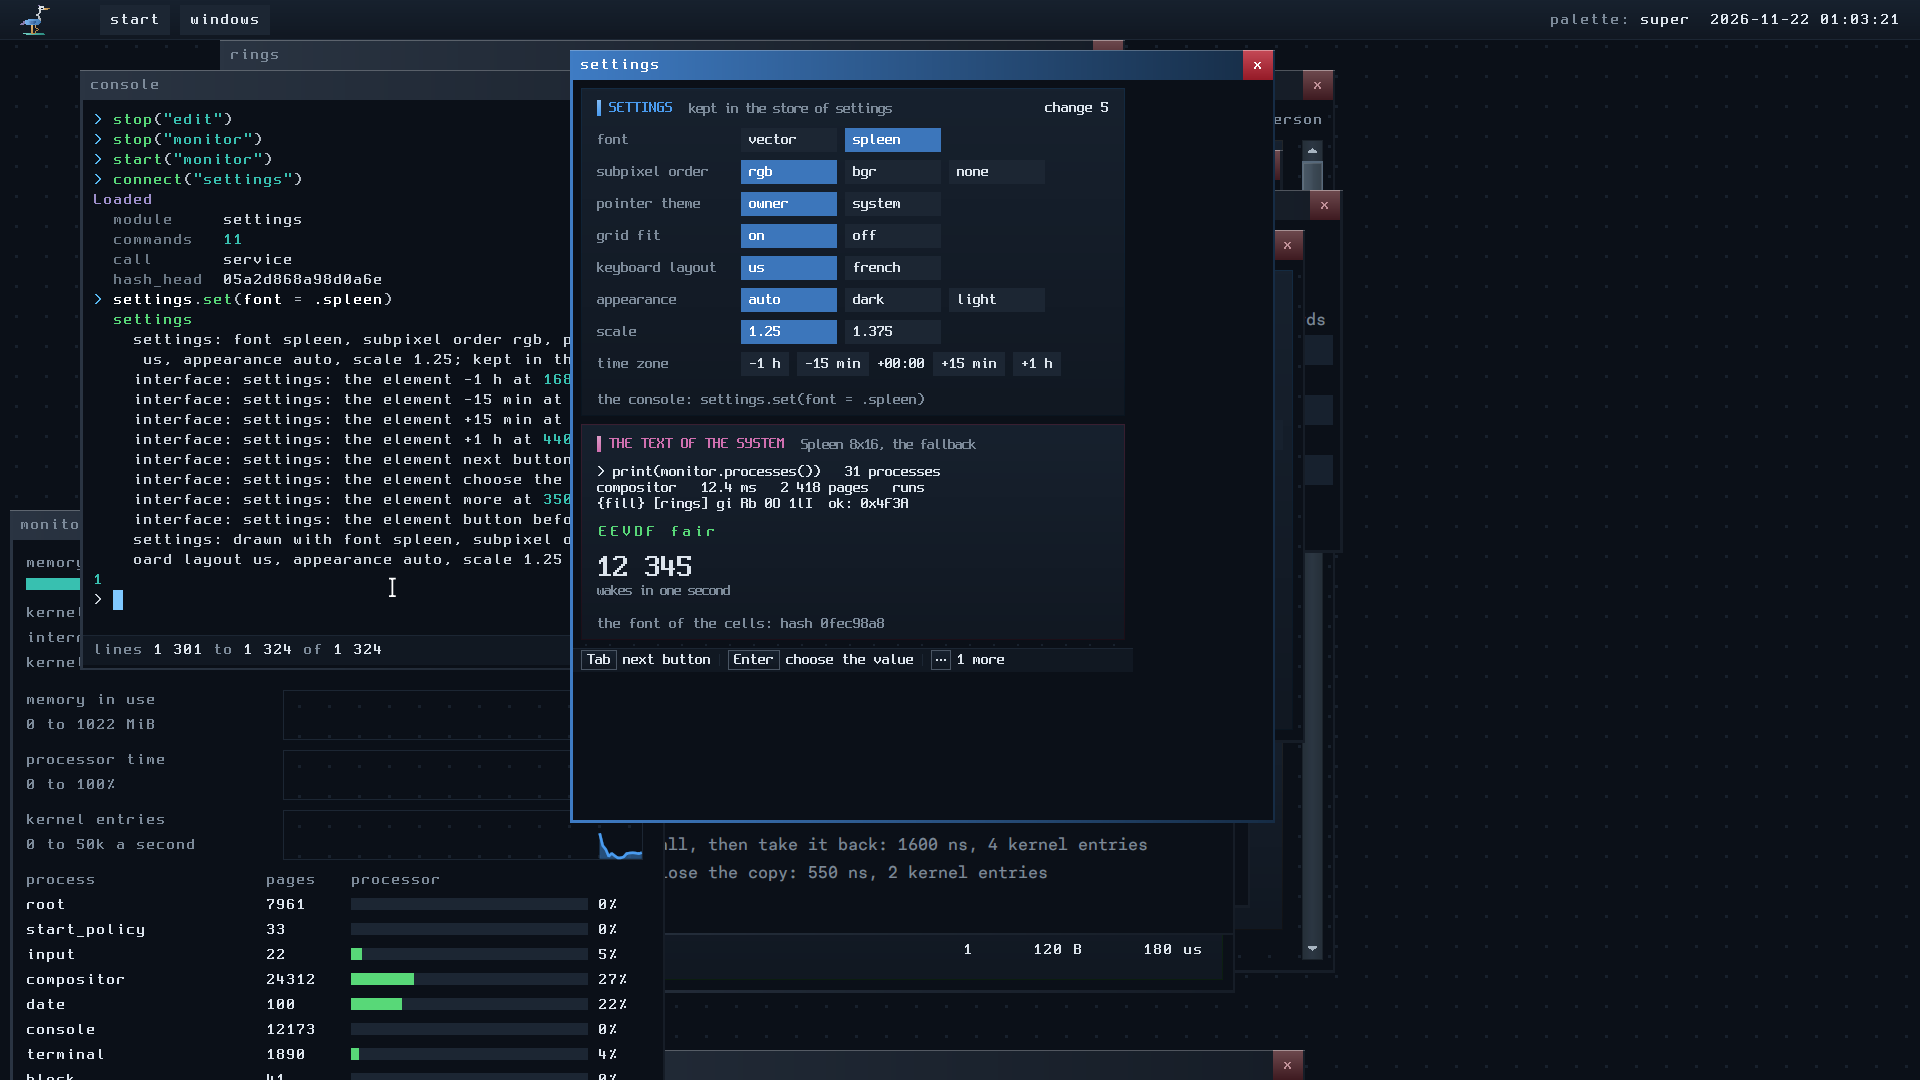 start windows palette: super 2026-11-22 01:03:21
rings
console
> stop("edit")
> stop("monitor")
> start("monitor")
> connect("settings")
Loaded
module settings
commands 11
call service
hash_head 05a2d868a98d0a6e
> settings.set(font = .spleen)
settings
settings: font spleen, subpixel order rgb, p
us, appearance auto, scale 1.25; kept in th
interface: settings: the element -1 h at 168
interface: settings: the element -15 min at
interface: settings: the element +15 min at
interface: settings: the element +1 h at 440
interface: settings: the element next button
interface: settings: the element choose the
interface: settings: the element more at 350
interface: settings: the element button befo
settings: drawn with font spleen, subpixel o
oard layout us, appearance auto, scale 1.25
1
>
lines 1 301 to 1 324 of 1 324
settings
SETTINGS kept in the store of settings change 5
font vector spleen
subpixel order rgb bgr none
pointer theme owner system
grid fit on off
keyboard layout us french
appearance auto dark light
scale 1.25 1.375
time zone -1 h -15 min +00:00 +15 min +1 h
the console: settings.set(font = .spleen)
THE TEXT OF THE SYSTEM Spleen 8x16, the fallback
> print(monitor.processes()) 31 processes
compositor 12.4 ms 2 418 pages runs
{fill} [rings] gi Ab 0O 1lI ok: 0x4F3A
EEVDF fair
12 345
wakes in one second
the font of the cells: hash 0fec98a8
Tab next button Enter choose the value ... 1 more
erson
ds
monito
memory
kernel
interr
kernel
memory in use
0 to 1022 MiB
processor time
0 to 100%
kernel entries
0 to 50k a second
process pages processor
root 7961 0%
start_policy 33 0%
input 22 5%
compositor 24312 27%
date 100 22%
console 12173 0%
terminal 1890 4%
block 41 0%
all, then take it back: 1600 ns, 4 kernel entries
lose the copy: 550 ns, 2 kernel entries
1 120 B 180 us